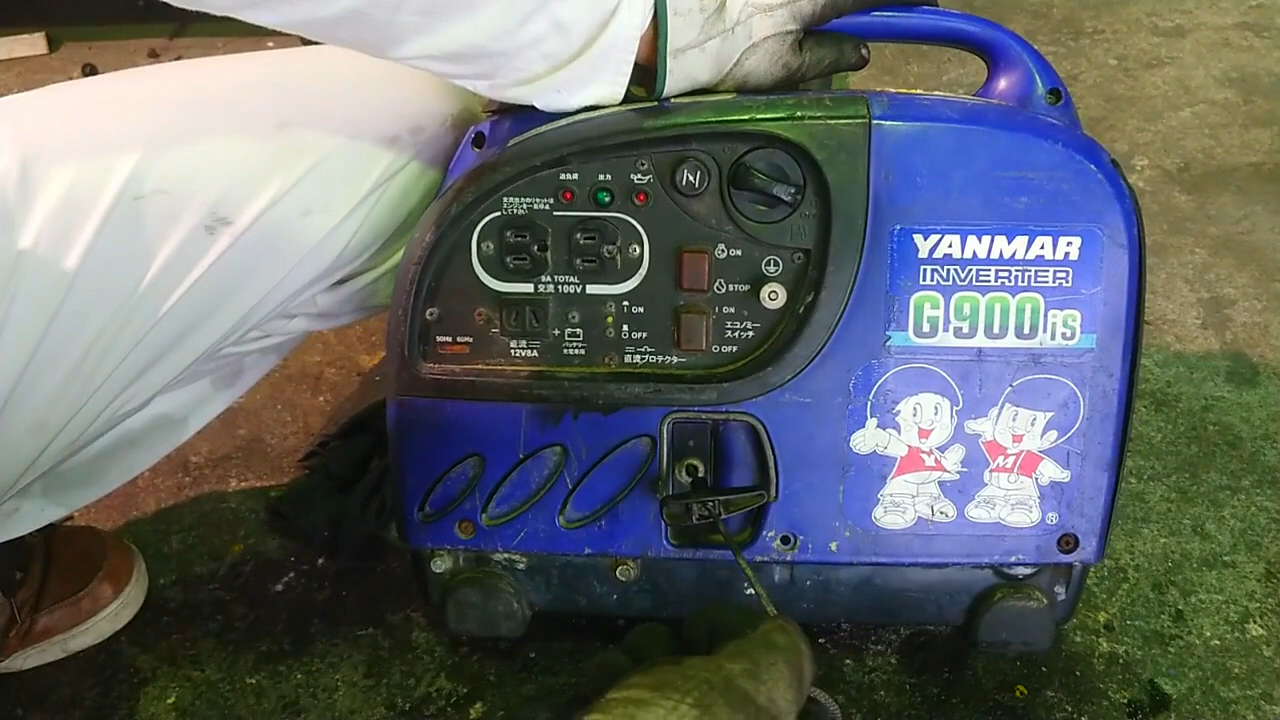 過負荷
出力
交流出力のリセットは
エンジンを一旦停止
して下さい
9A TOTAL
交流 100V
ON
STOP
I ON
エコノミー
スイッチ
O OFF
I ON
O OFF
直流プロテクター
直流
12V8A
バッテリー
充電専用
50Hz 60Hz
YANMAR
INVERTER
G900is
Y
M
®